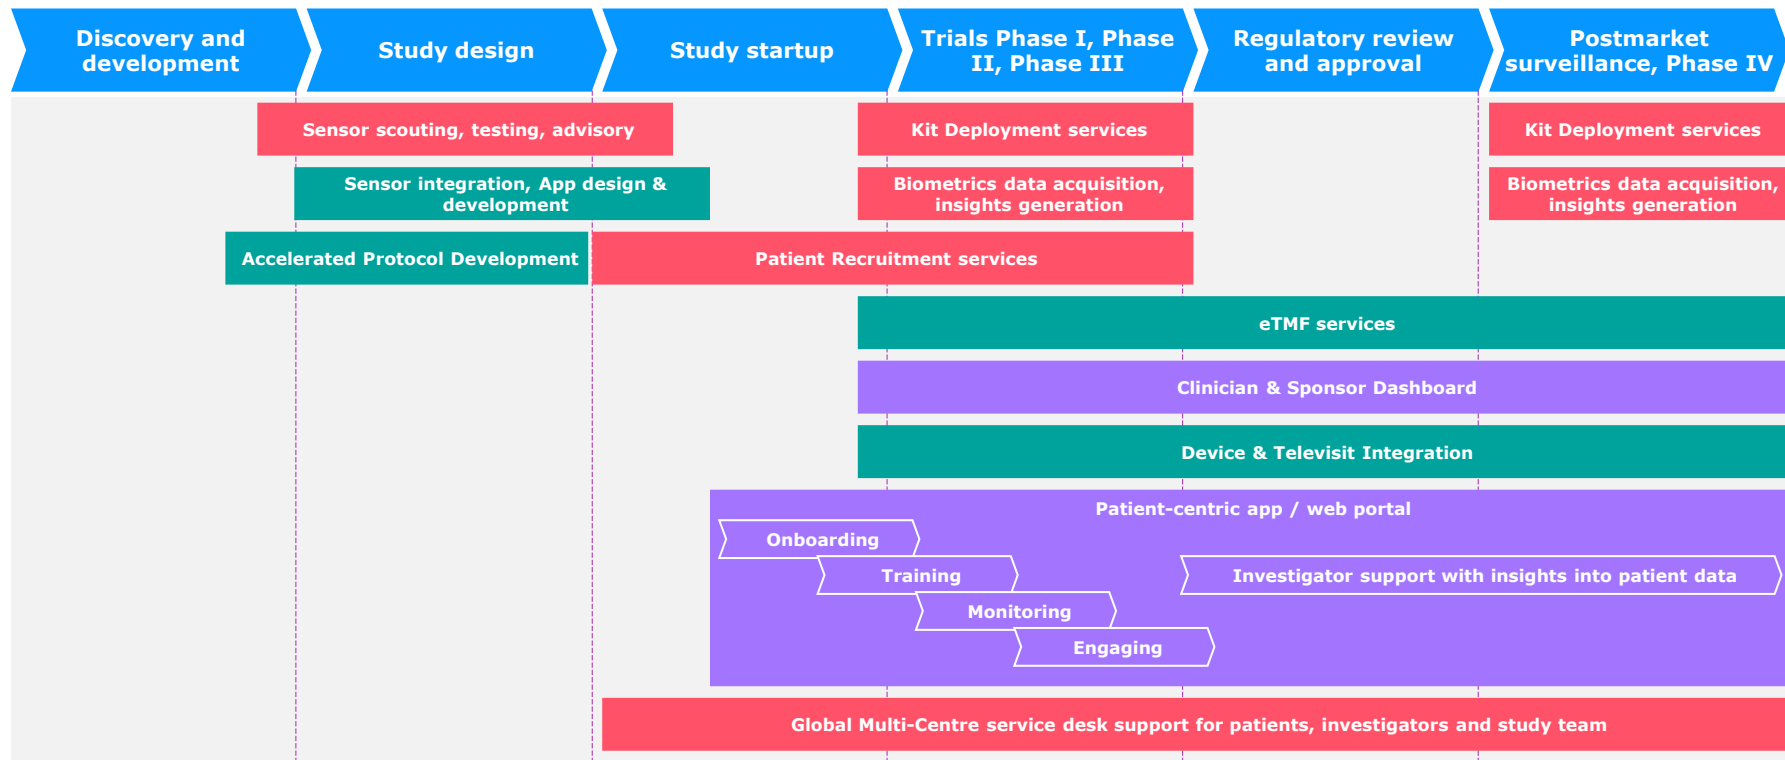 Discovery and
development
Study design
Study startup
Trials Phase I, Phase
II, Phase III
Regulatory review
and approval
Postmarket
surveillance, Phase IV
Sensor scouting, testing, advisory
Kit Deployment services
Kit Deployment services
Sensor integration, App design &
development
Biometrics data acquisition,
insights generation
Biometrics data acquisition,
insights generation
Accelerated Protocol Development
Patient Recruitment services
eTMF services
Clinician & Sponsor Dashboard
Device & Televisit Integration
Patient-centric app / web portal
Onboarding
Training
Investigator support with insights into patient data
Monitoring
Engaging
Global Multi-Centre service desk support for patients, investigators and study team